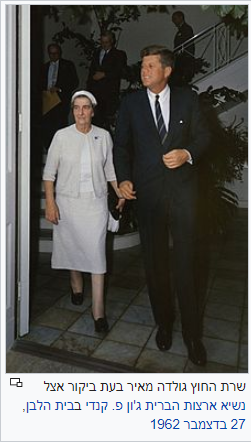 שרת החוץ גולדה מאיר בעת ביקור אצל
נשיא ארצות הברית ג'ון פ. קנדי בבית הלבן,
27 בדצמבר 1962